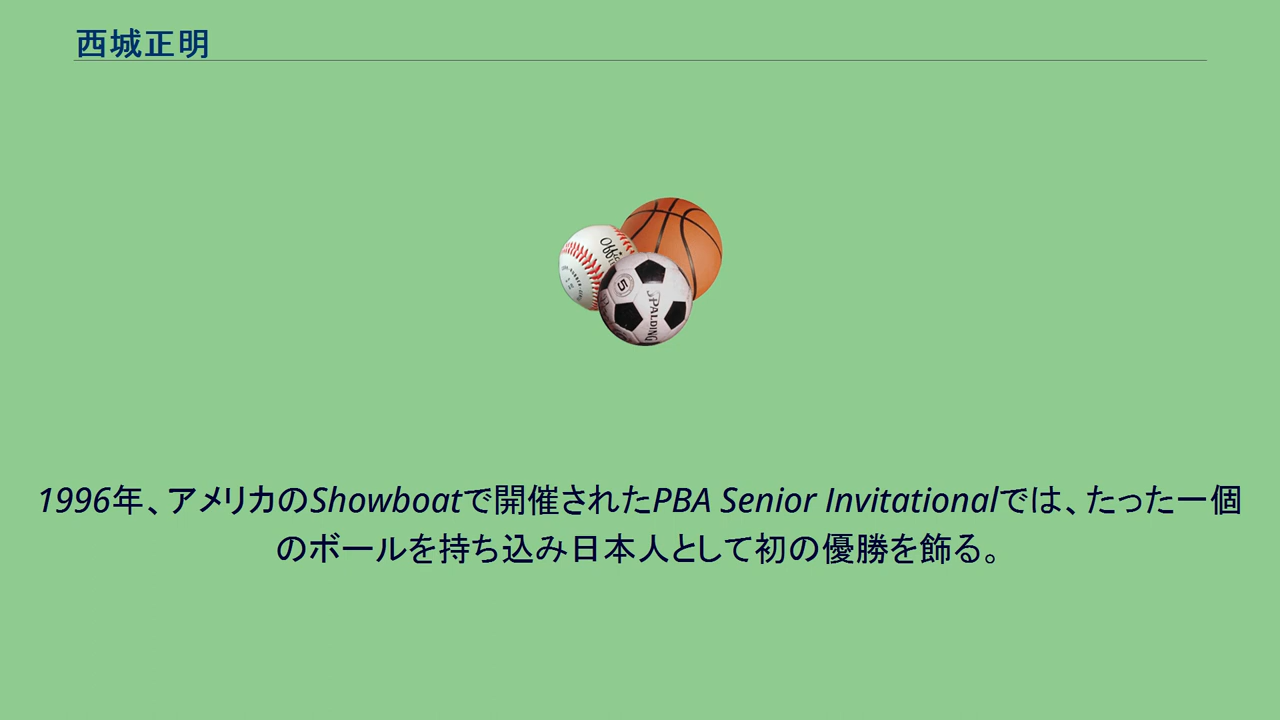 西城正明
Offic
5
SPALDING
1996年、アメリカのShowboatで開催されたPBA Senior Invitationalでは、たった一個
のボールを持ち込み日本人として初の優勝を飾る。